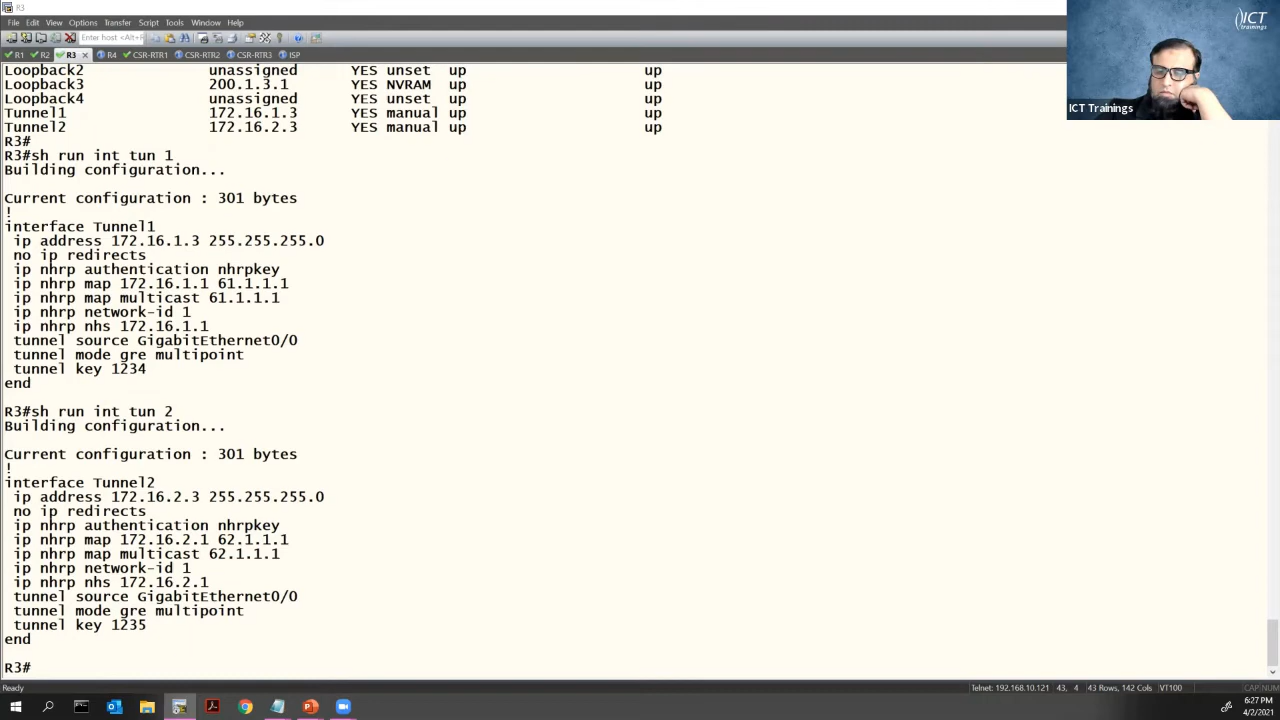 R3
File Edit View Options Transfer Script Tools Window Help
Enter host <Alt+R
R1 R2 R3 R4 CSR-RTR1 CSR-RTR2 CSR-RTR3 ISP
Loopback2 unassigned YES unset up up
Loopback3 200.1.3.1 YES NVRAM up up
Loopback4 unassigned YES unset up up
Tunnel1 172.16.1.3 YES manual up up
Tunnel2 172.16.2.3 YES manual up up
R3#
R3#sh run int tun 1
Building configuration...
Current configuration : 301 bytes
!
interface Tunnel1
ip address 172.16.1.3 255.255.255.0
no ip redirects
ip nhrp authentication nhrpkey
ip nhrp map 172.16.1.1 61.1.1.1
ip nhrp map multicast 61.1.1.1
ip nhrp network-id 1
ip nhrp nhs 172.16.1.1
tunnel source GigabitEthernet0/0
tunnel mode gre multipoint
tunnel key 1234
end
R3#sh run int tun 2
Building configuration...
Current configuration : 301 bytes
!
interface Tunnel2
ip address 172.16.2.3 255.255.255.0
no ip redirects
ip nhrp authentication nhrpkey
ip nhrp map 172.16.2.1 62.1.1.1
ip nhrp map multicast 62.1.1.1
ip nhrp network-id 1
ip nhrp nhs 172.16.2.1
tunnel source GigabitEthernet0/0
tunnel mode gre multipoint
tunnel key 1235
end
R3#
ICT
trainings
ICT Trainings
Ready
Telnet: 192.168.10.121 43, 4 43 Rows, 142 Cols VT100 CAP NUM
6:27 PM
4/2/2021